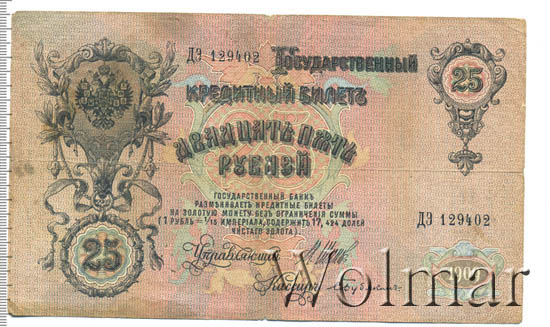 ДЭ 129402
Государственный
Кредитный Билетъ
Двадцать пять
рублей
25
ГОСУДАРСТВЕННЫЙ БАНКЪ
РАЗМѢНИВАЕТЪ КРЕДИТНЫЕ БИЛЕТЫ
НА ЗОЛОТУЮ МОНЕТУ БЕЗЪ ОГРАНИЧЕНІЯ СУММЫ
(1 РУБЛЬ = 1/15 ИМПЕРІАЛА, СОДЕРЖИТЪ 17, 424 ДОЛЕЙ
ЧИСТАГО ЗОЛОТА).
ДЭ 129402
25
Управляющій
Кассиръ
1909
Wolmar